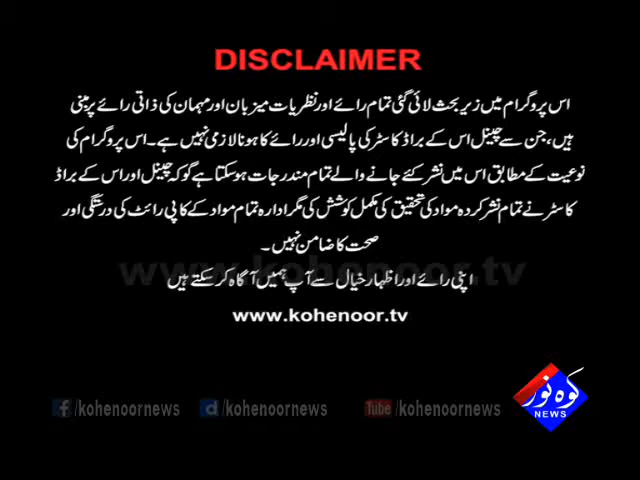 DISCLAIMER
اس پروگرام میں زیرِ بحث لائی گئی تمام رائے اور نظریات میزبان اور مہمان کی ذاتی رائے پر مبنی
ہیں، جن سے چینل اس کے براڈ کاسٹر کی پالیسی اور رائے کا ہونا لازمی نہیں ہے۔ اس پروگرام کی
نوعیت کے مطابق اس میں نشر کئے جانے والے تمام مندرجات ہو سکتا ہے گو کہ چینل اور اس کے براڈ
کاسٹر نے تمام نشر کردہ مواد کی تحقیق کی مکمل کوشش کی مگر ادارہ تمام مواد کے کاپی رائٹ کی درستگی اور
صحت کا ضامن نہیں۔
www.kohenoor.tv
اپنی رائے اور اظہار خیال سے آپ ہمیں آگاہ کر سکتے ہیں
www.kohenoor.tv
f /kohenoornews d /kohenoornews You Tube /kohenoornews
کوہ نور
NEWS